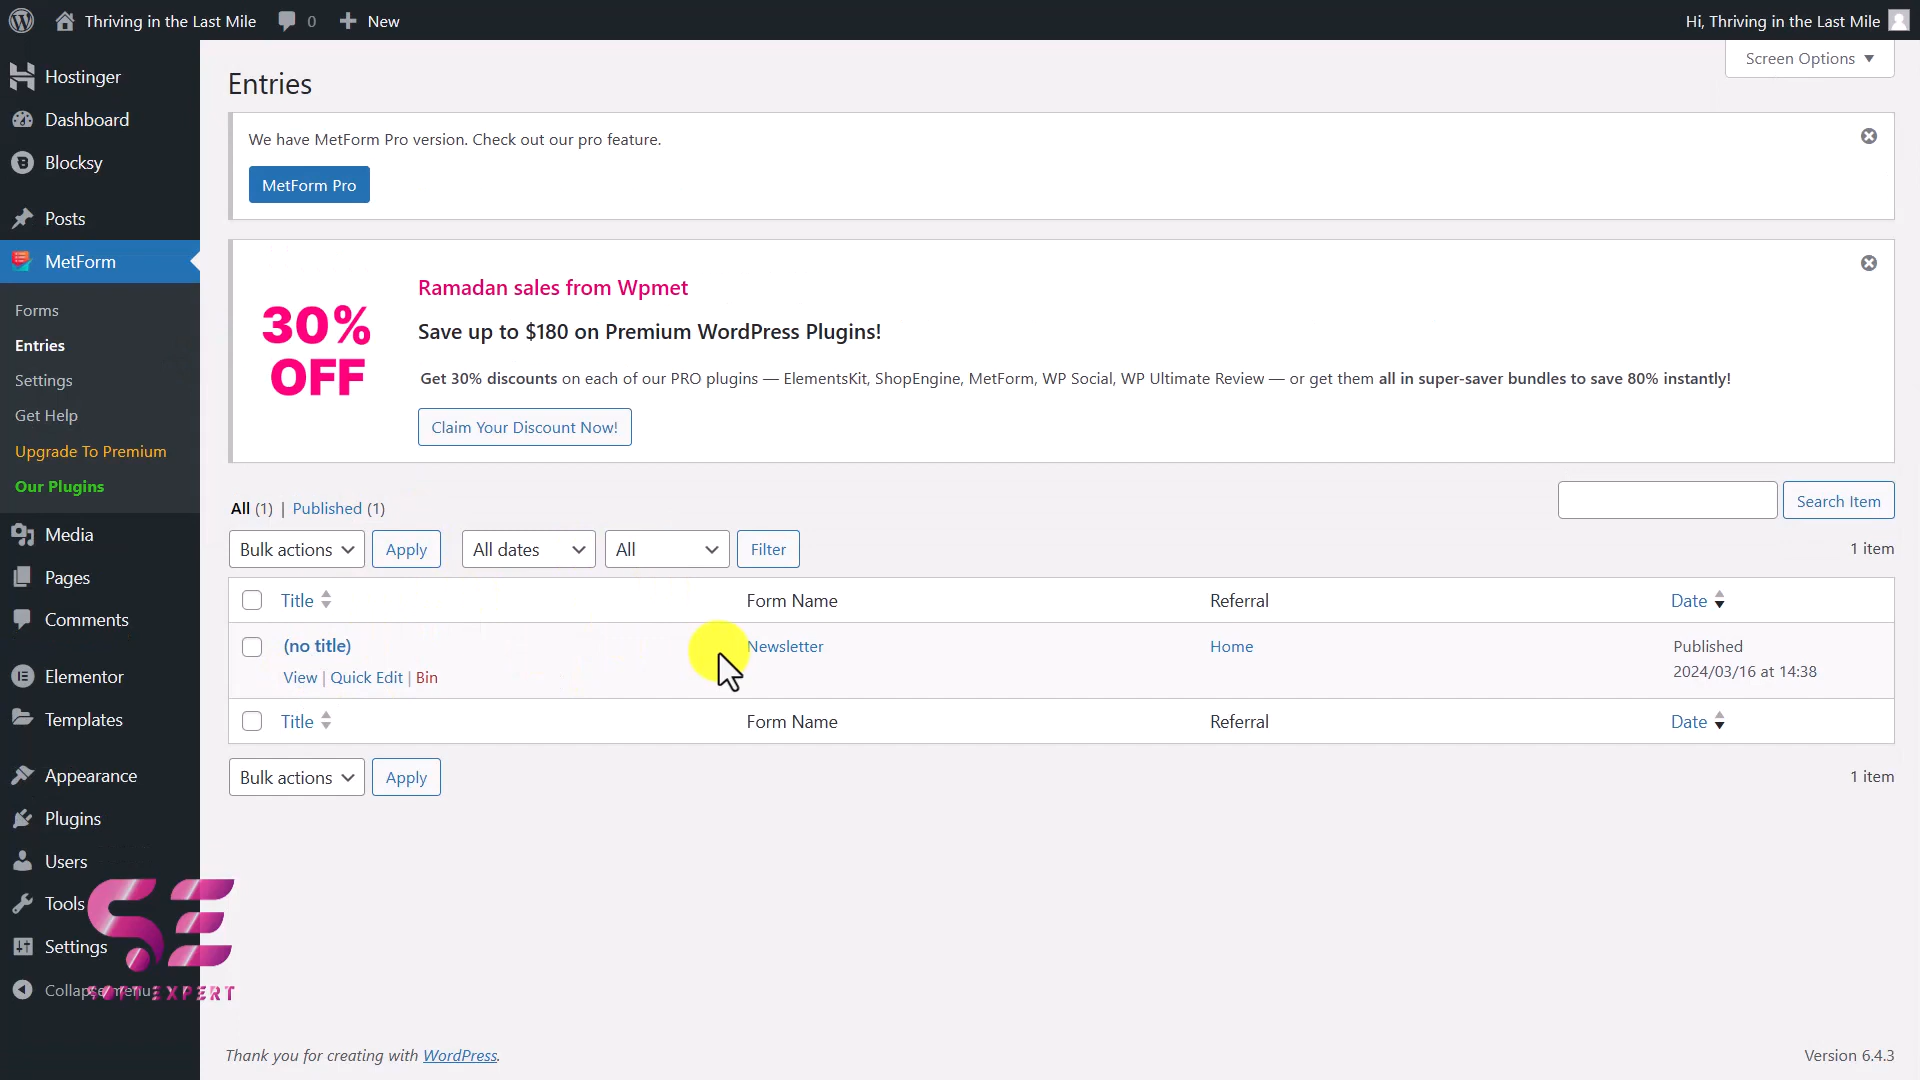 Thriving in the Last Mile 0 New Hi, Thriving in the Last Mile
Screen Options
Hostinger
Dashboard
Blocksy
Posts
MetForm
Forms
Entries
Settings
Get Help
Upgrade To Premium
Our Plugins
Media
Pages
Comments
Elementor
Templates
Appearance
Plugins
Users
Tools
Settings
Collapse menu
SE
SOFT EXPERT
Entries
We have MetForm Pro version. Check out our pro feature.
MetForm Pro
30%
OFF
Ramadan sales from Wpmet
Save up to $180 on Premium WordPress Plugins!
Get 30% discounts on each of our PRO plugins — ElementsKit, ShopEngine, MetForm, WP Social, WP Ultimate Review — or get them all in super-saver bundles to save 80% instantly!
Claim Your Discount Now!
All (1) | Published (1)
Search Item
Bulk actions Apply All dates All Filter 1 item
Title Form Name Referral Date
(no title) Newsletter Home Published
View | Quick Edit | Bin 2024/03/16 at 14:38
Title Form Name Referral Date
Bulk actions Apply 1 item
Thank you for creating with WordPress. Version 6.4.3